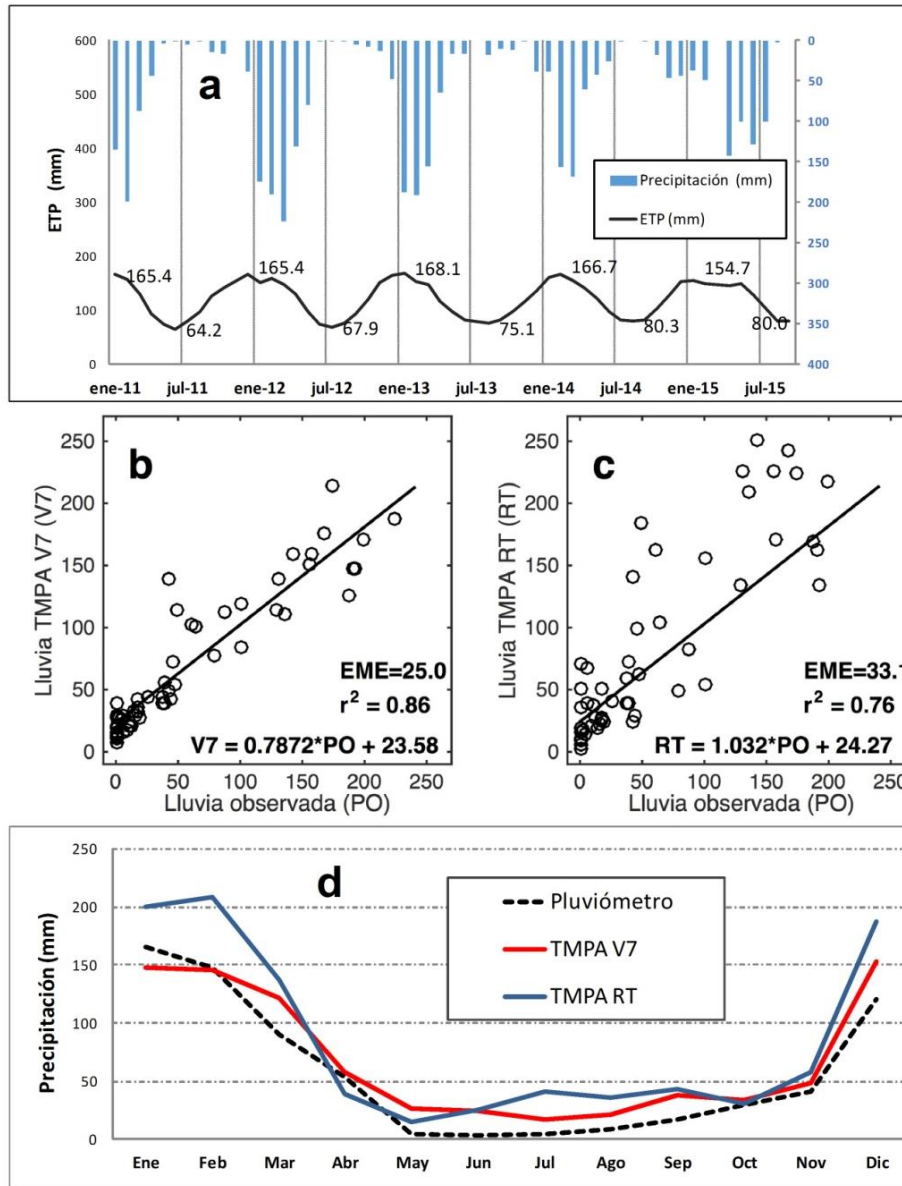 a
600
500
400
300
200
100
0
ETP (mm)
0
50
100
150
200
250
300
350
400
Precipitación (mm)
ETP (mm)
165.4
64.2
165.4
67.9
168.1
75.1
166.7
80.3
154.7
80.0
ene-11 jul-11 ene-12 jul-12 ene-13 jul-13 ene-14 jul-14 ene-15 jul-15
b
Lluvia TMPA V7 (V7)
250
200
150
100
50
0
EME=25.0
r² = 0.86
V7 = 0.7872*PO + 23.58
0 50 100 150 200 250
Lluvia observada (PO)
c
Lluvia TMPA RT (RT)
250
200
150
100
50
0
EME=33.1
r² = 0.76
RT = 1.032*PO + 24.27
0 50 100 150 200 250
Lluvia observada (PO)
d
Precipitación (mm)
250
200
150
100
50
0
Pluviómetro
TMPA V7
TMPA RT
Ene Feb Mar Abr May Jun Jul Ago Sep Oct Nov Dic